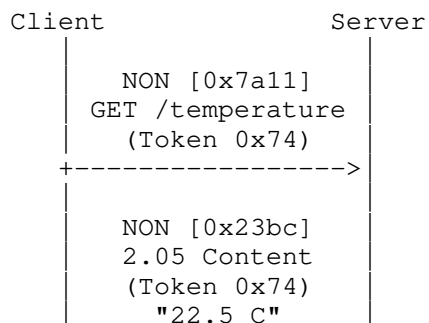 Client Server
NON [0x7a11]
GET /temperature
(Token 0x74)
NON [0x23bc]
2.05 Content
(Token 0x74)
"22.5 C"